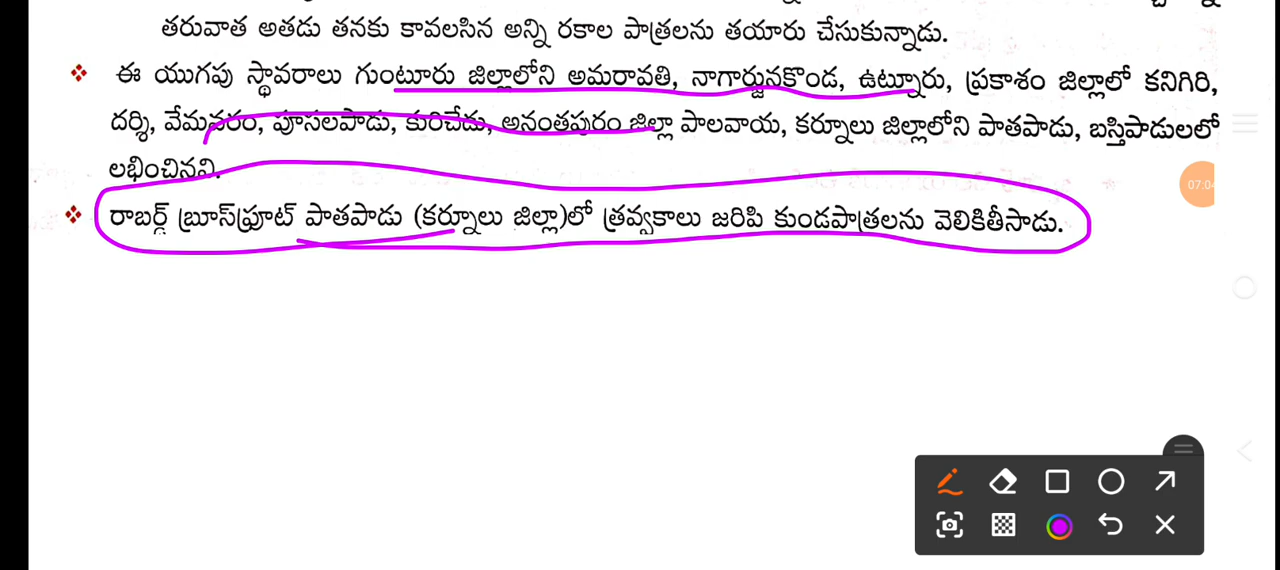 తరువాత అతడు తనకు కావలసిన అన్ని రకాల పాత్రలను తయారు చేసుకున్నాడు.
ఈ యుగపు స్థావరాలు గుంటూరు జిల్లాలోని అమరావతి, నాగార్జునకొండ, ఉట్నూరు, ప్రకాశం జిల్లాలో కనిగిరి,
దర్శి, వేమవరం, పూసలపాడు, కురిచేడు, అనంతపురం జిల్లా పాలవాయ, కర్నూలు జిల్లాలోని పాతపాడు, బస్తిపాడులలో
లభించినవి.
రాబర్డ్ బ్రూస్‌ఫ్రూట్ పాతపాడు (కర్నూలు జిల్లా)లో త్రవ్వకాలు జరిపి కుండపాత్రలను వెలికితీసాడు.
07:04